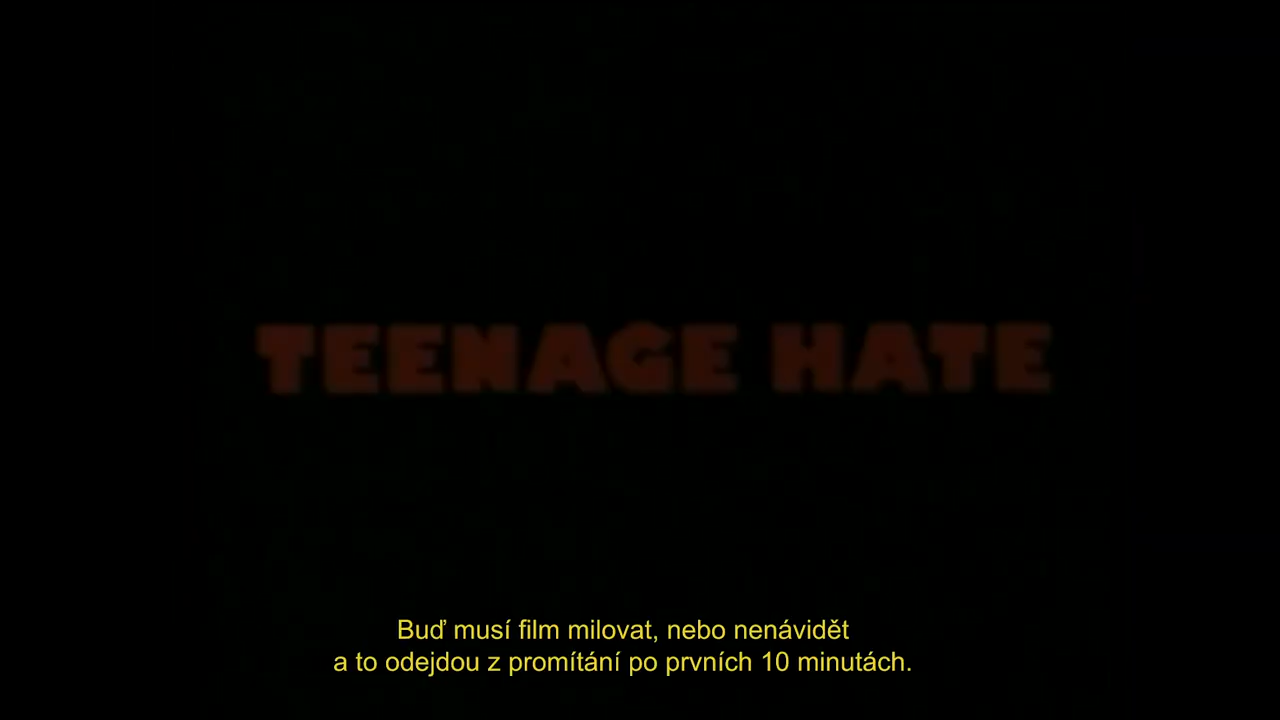 TEENAGE HATE
Buď musí film milovat, nebo nenávidět
a to odejdou z promítání po prvních 10 minutách.